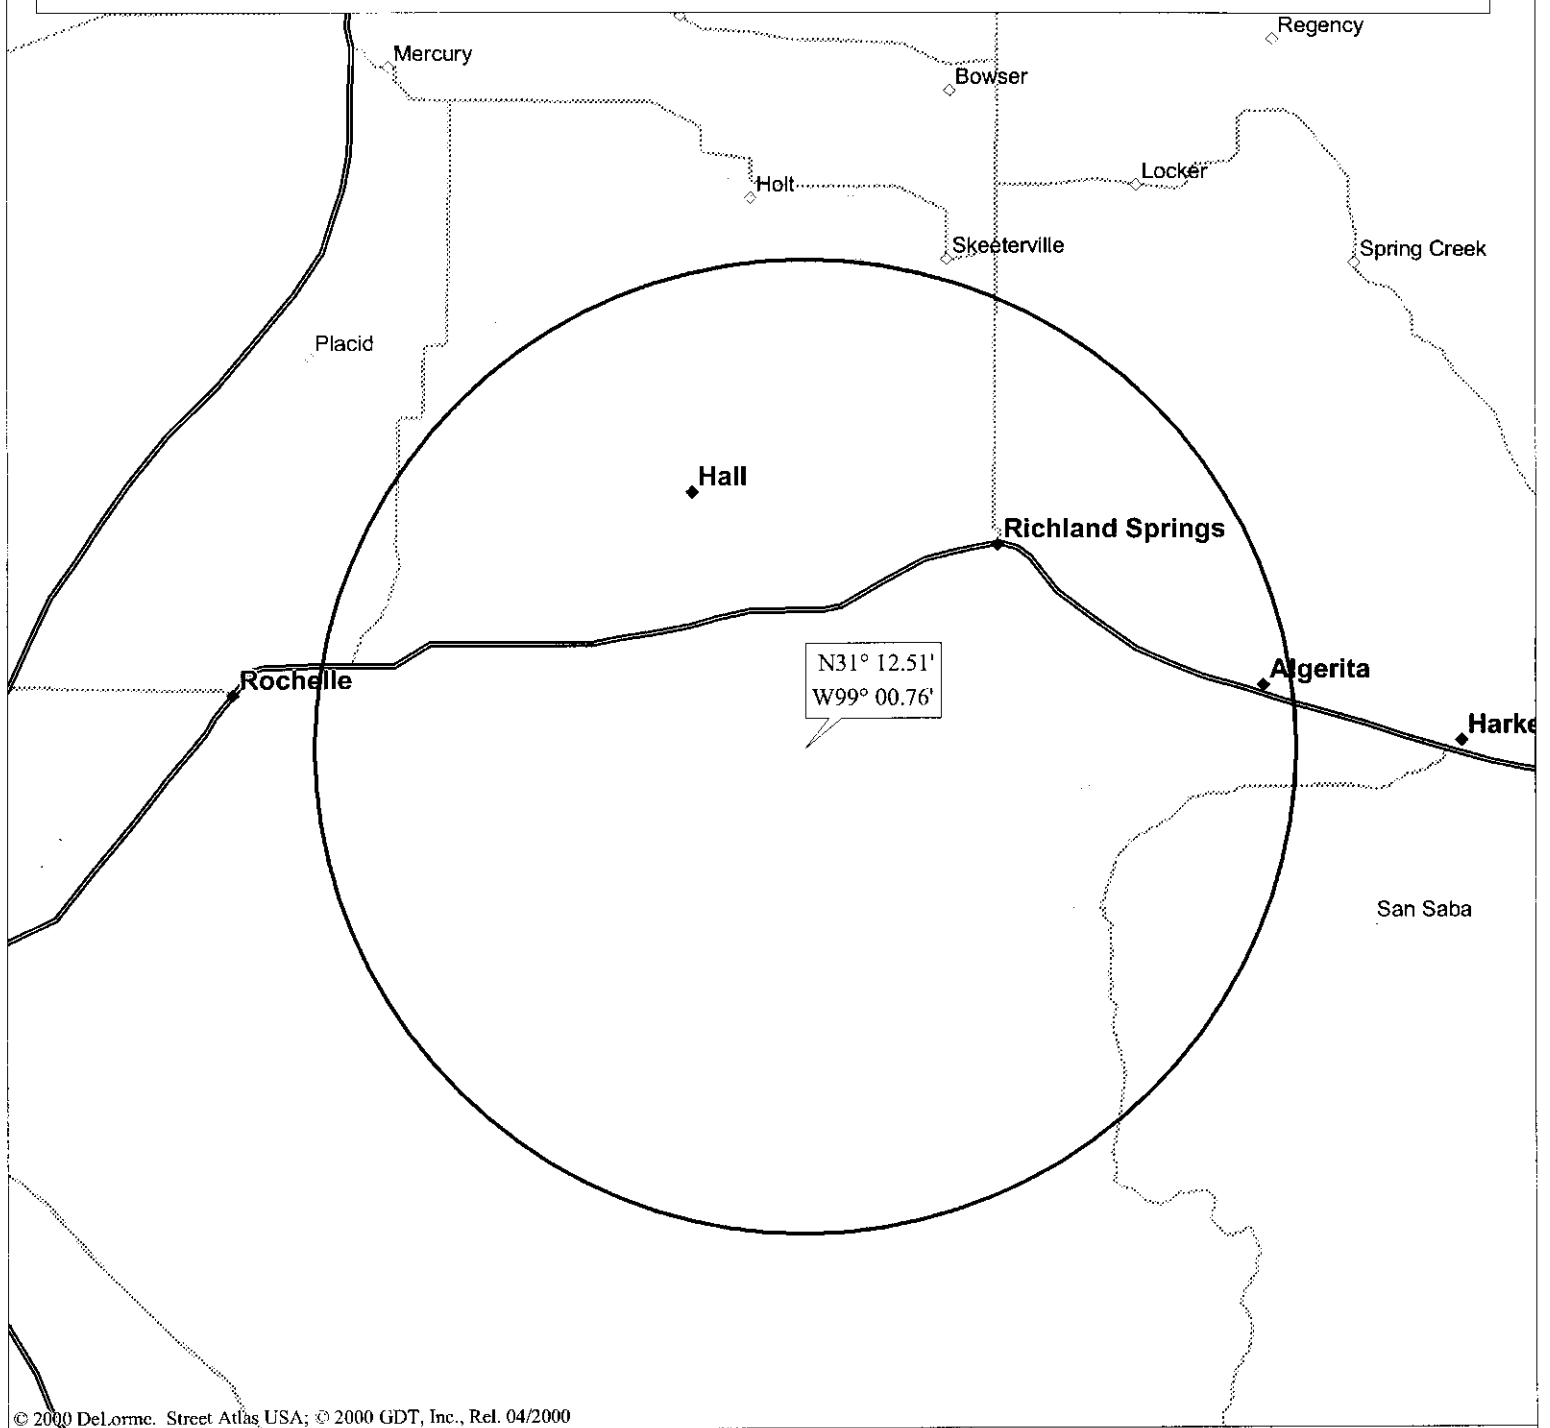 Regency
Mercury
Bowser
Locker
Holt
Skeeterville
Spring Creek
Placid
Hall
Richland Springs
N31° 12.51'
W99° 00.76'
Algerita
Rochelle
Harke
San Saba
© 2000 DeLorme. Street Atlas USA; © 2000 GDT, Inc., Rel. 04/2000